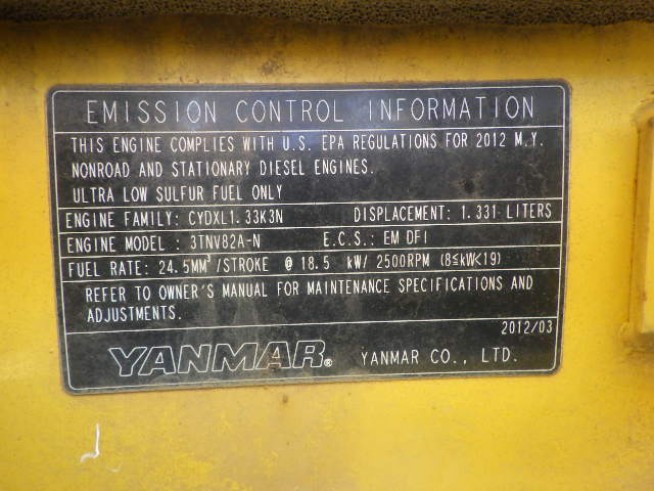 EMISSION CONTROL INFORMATION
THIS ENGINE COMPLIES WITH U.S. EPA REGULATIONS FOR 2012 M.Y.
NONROAD AND STATIONARY DIESEL ENGINES.
ULTRA LOW SULFUR FUEL ONLY
ENGINE FAMILY: CYDXL1.33K3N DISPLACEMENT: 1.331 LITERS
ENGINE MODEL : 3TNV82A-N E.C.S.: EM DFI
FUEL RATE: 24.5MM³/STROKE @ 18.5 kW/ 2500RPM (8≤kW<19)
REFER TO OWNER'S MANUAL FOR MAINTENANCE SPECIFICATIONS AND
ADJUSTMENTS.
2012/03
YANMAR® YANMAR CO., LTD.